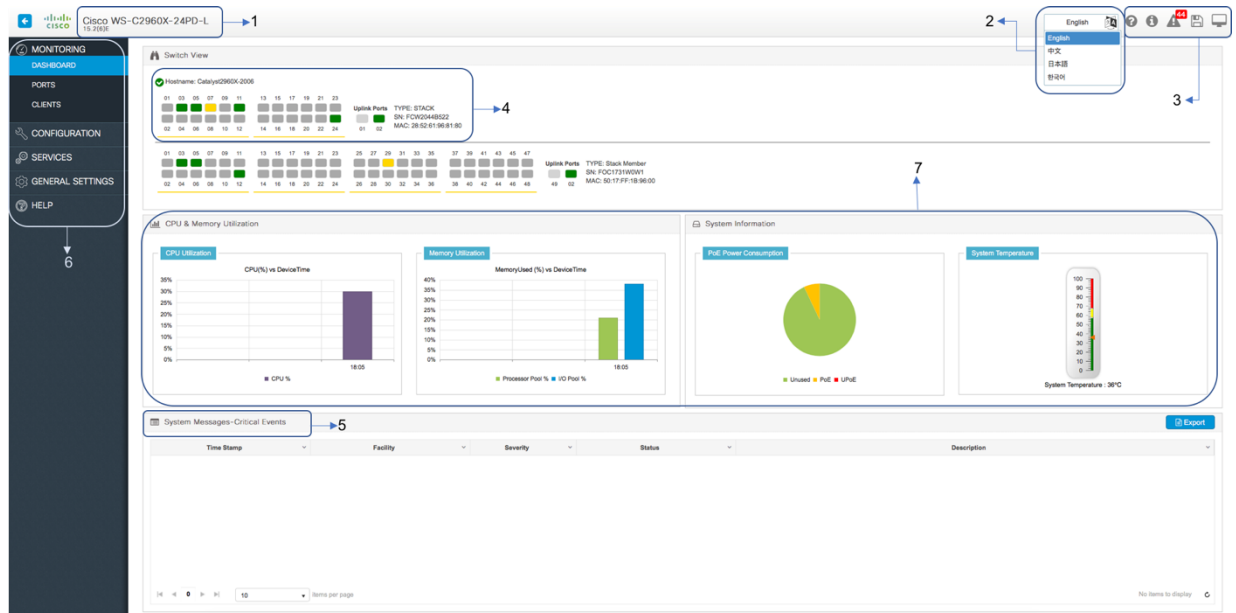 cisco
Cisco WS-C2960X-24PD-L
15.2(6)E
1
2
English
English
中文
日本語
한국어
44
3
MONITORING
DASHBOARD
PORTS
CLIENTS
CONFIGURATION
SERVICES
GENERAL SETTINGS
HELP
6
Switch View
Hostname: Catalyst2960X-2006
01 03 05 07 09 11 13 15 17 19 21 23
Uplink Ports
TYPE: STACK
SN: FCW2044B522
MAC: 28:52:61:96:81:80
02 04 06 08 10 12 14 16 18 20 22 24 01 02
4
01 03 05 07 09 11 13 15 17 19 21 23 25 27 29 31 33 35 37 39 41 43 45 47
Uplink Ports
TYPE: Stack Member
SN: FOC1731W0W1
MAC: 50:17:FF:1B:96:00
02 04 06 08 10 12 14 16 18 20 22 24 26 28 30 32 34 36 38 40 42 44 46 48 49 02
7
CPU & Memory Utilization
CPU Utilization
CPU(%) vs DeviceTime
35%
30%
25%
20%
15%
10%
5%
0%
18:05
CPU %
Memory Utilization
MemoryUsed (%) vs DeviceTime
40%
35%
30%
25%
20%
15%
10%
5%
0%
18:05
Processor Pool % I/O Pool %
System Information
PoE Power Consumption
Unused PoE UPoE
System Temperature
100
90
80
70
60
50
40
30
20
10
0
System Temperature : 36°C
System Messages-Critical Events
5
Export
Time Stamp Facility Severity Status Description
0 10 items per page
No items to display